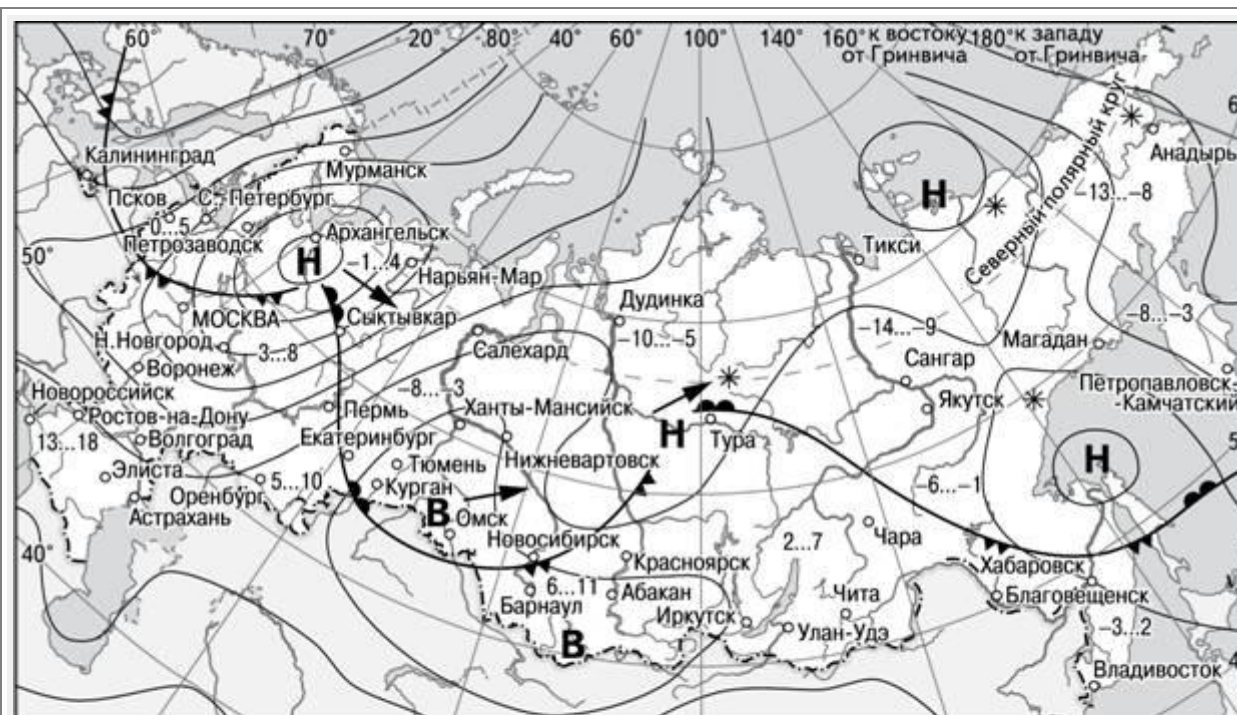 60° 70° 20° 80° 40° 60° 100° 140° 160° к востоку 180° к западу
от Гринвича от Гринвича
6
Калининград
Мурманск
Анадырь
Северный полярный круг
Псков С.-Петербург
0...5
−13...−8
Н
Петрозаводск
Архангельск
50°
Н −1...4
Нарьян-Мар
Тикси
Дудинка
МОСКВА
Сыктывкар
−10...−5
−14...−9
−8...−3
Н.Новгород
3...8
Салехард
Сангар
Магадан
Воронеж
Новороссийск
−8...−3
Петропавловск-
-Камчатский
Ростов-на-Дону
Пермь
Ханты-Мансийск
Якутск
13...18
Волгоград
Екатеринбург
Н
Тура
5
Элиста
Тюмень
Нижневартовск
Н
Оренбург
5...10
Курган
−6...−1
Астрахань
В
Омск
40°
Новосибирск
2...7
Чара
Красноярск
Хабаровск
6...11
Барнаул
Абакан
Чита
Благовещенск
Иркутск
Улан-Удэ
−3...2
В
4
Владивосток